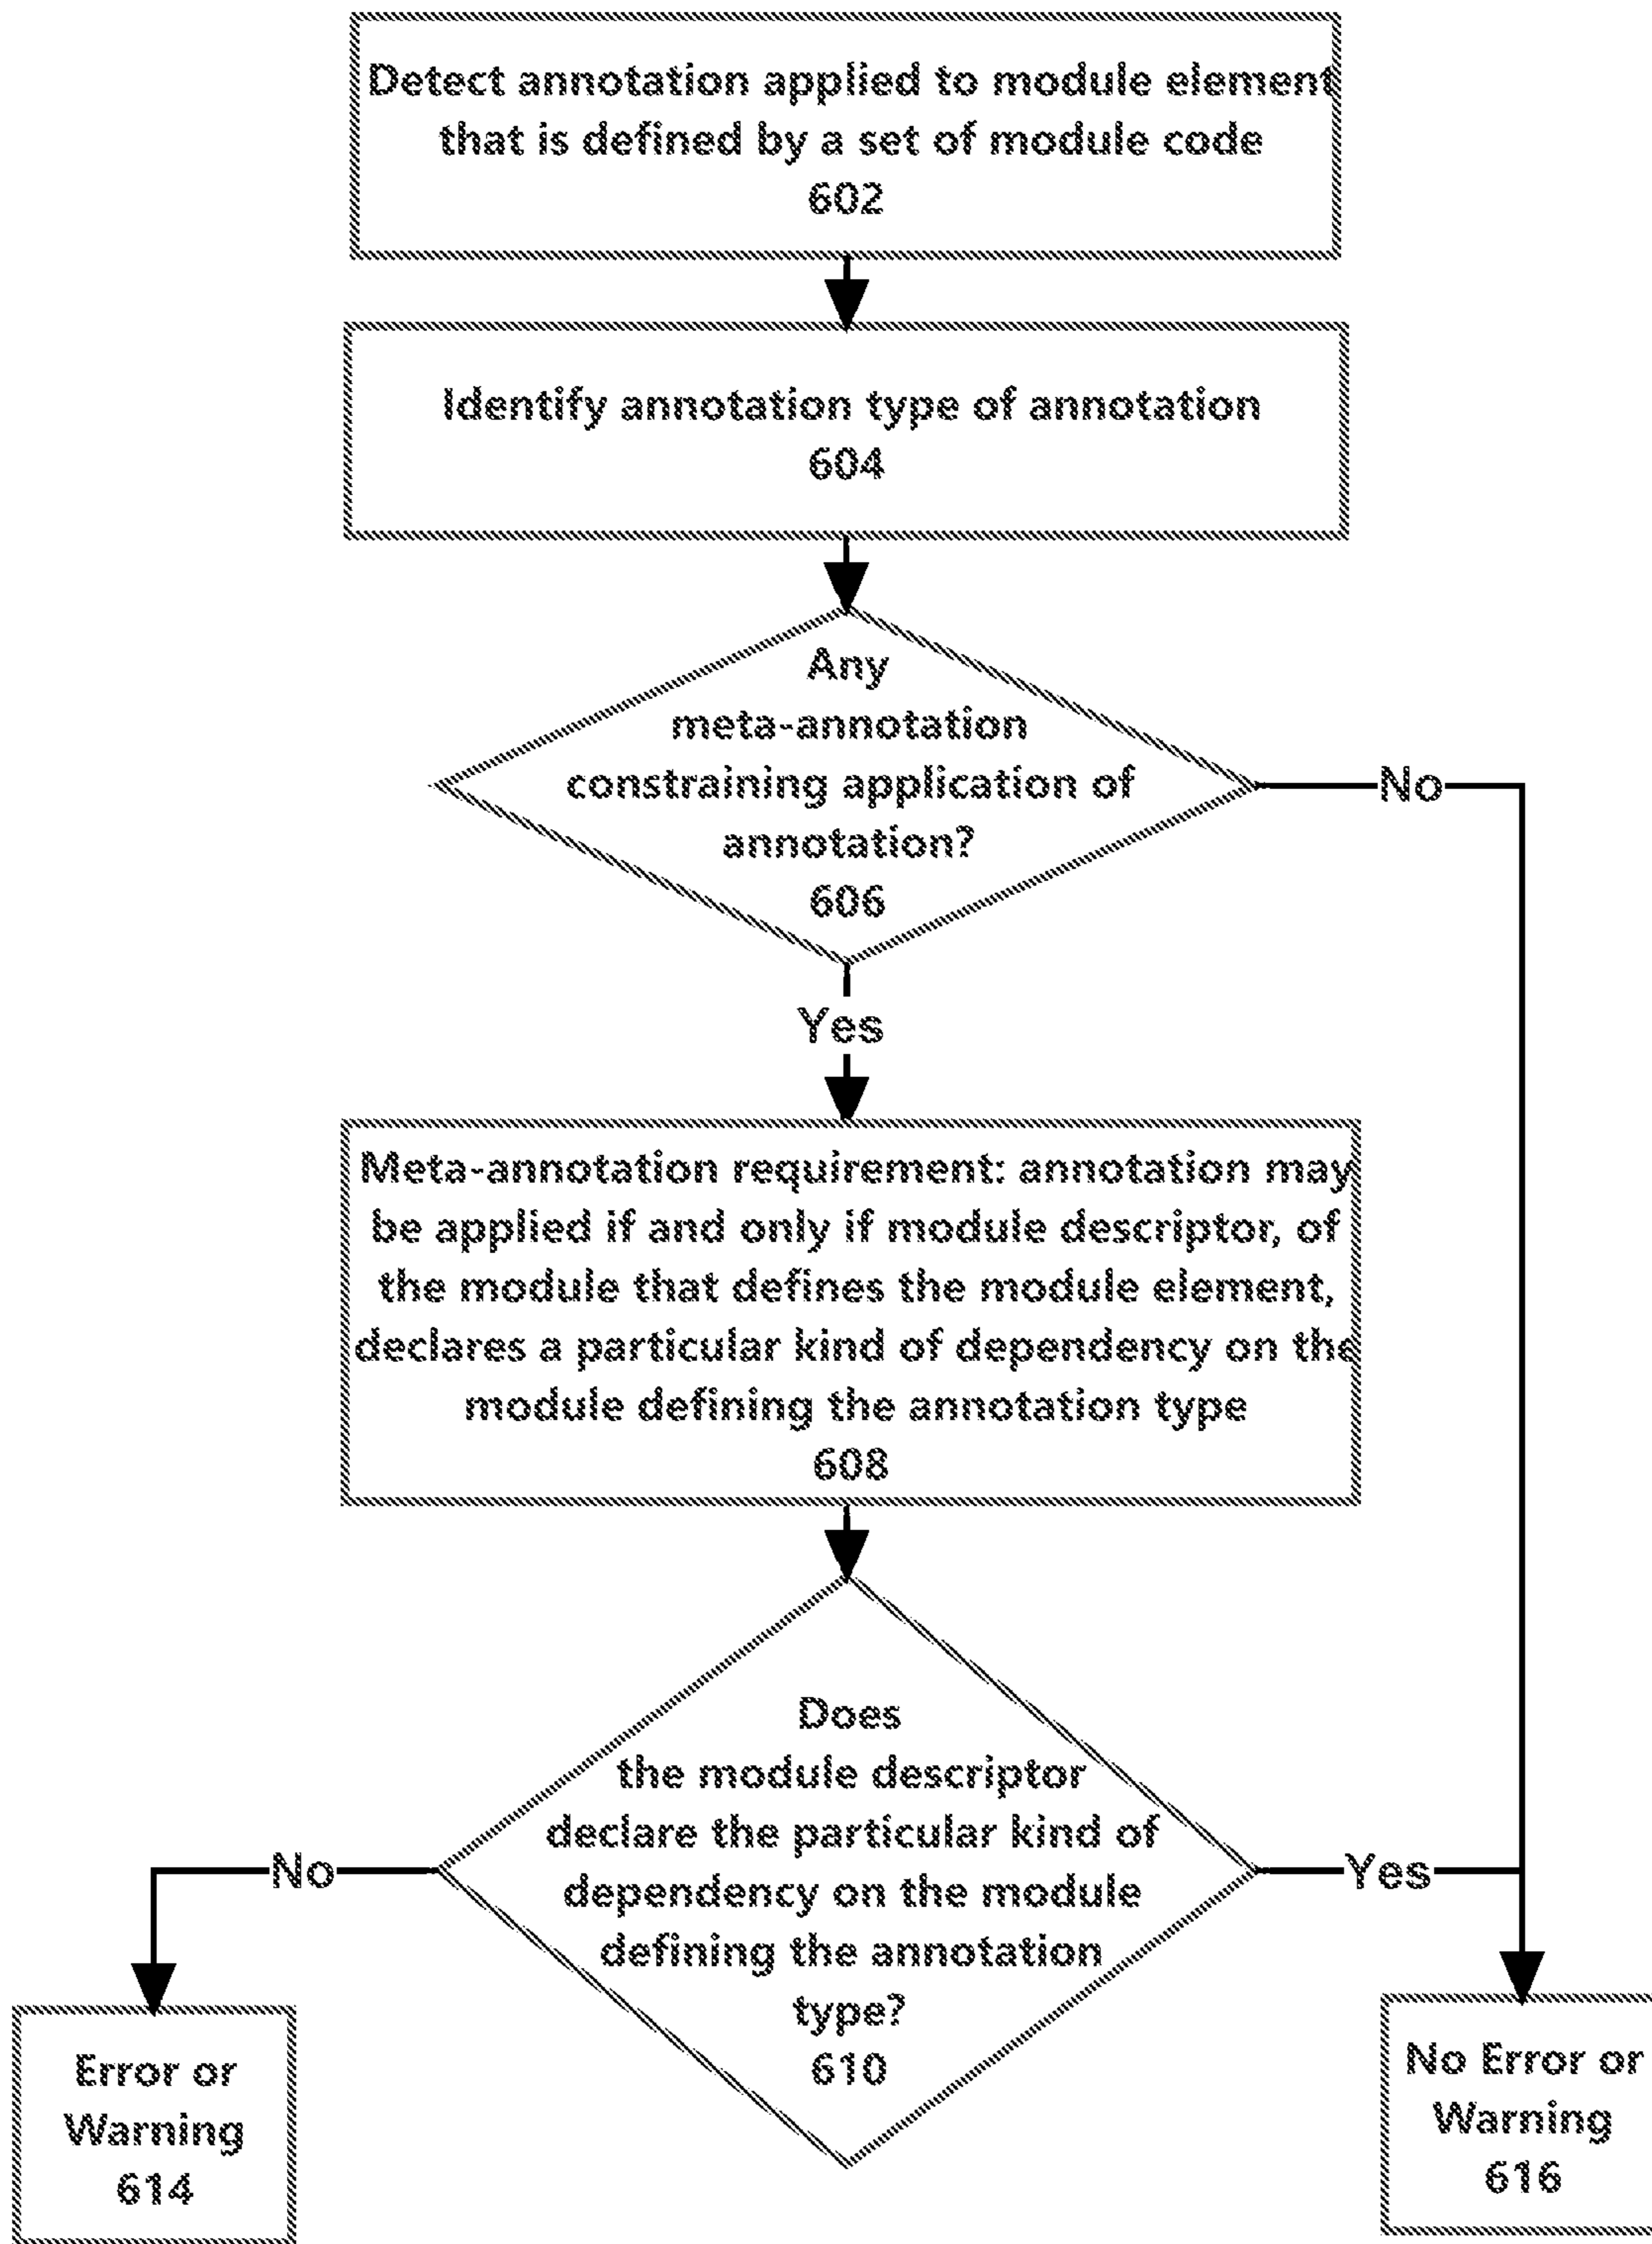 Detect annotation applied to module element
that is defined by a set of module code
602
Identify annotation type of annotation
604
Any
meta-annotation
constraining application of
annotation?
606
No
Yes
Meta-annotation requirement: annotation may
be applied if and only if module descriptor, of
the module that defines the module element,
declares a particular kind of dependency on the
module defining the annotation type
608
Does
the module descriptor
declare the particular kind of
dependency on the module
defining the annotation
type?
610
No
Yes
Error or
Warning
614
No Error or
Warning
616